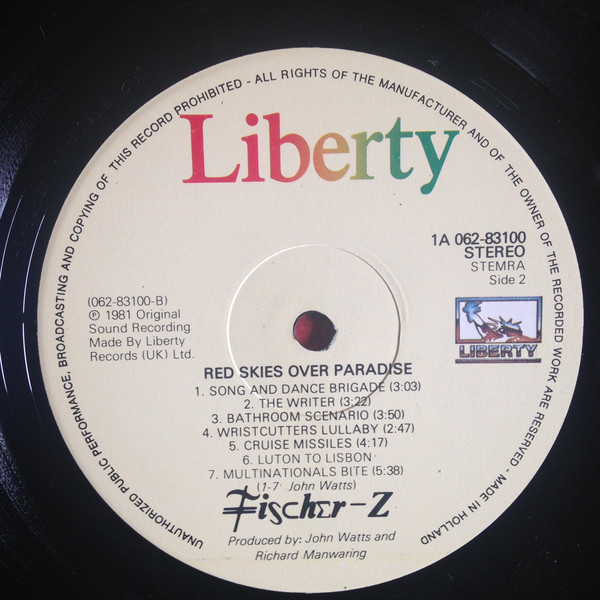 UNAUTHORIZED PUBLIC PERFORMANCE, BROADCASTING AND COPYING OF THIS RECORD PROHIBITED - ALL RIGHTS OF THE MANUFACTURER AND OF THE OWNER OF THE RECORDED WORK ARE RESERVED. MADE IN HOLLAND
Liberty
1A 062-83100
STEREO
STEMRA
Side 2
(062-83100-B)
℗ 1981 Original
Sound Recording
Made By Liberty
Records (UK) Ltd.
LIBERTY
RED SKIES OVER PARADISE
1. SONG AND DANCE BRIGADE (3:03)
2. THE WRITER (3:22)
3. BATHROOM SCENARIO (3:50)
4. WRISTCUTTERS LULLABY (2:47)
5. CRUISE MISSILES (4:17)
6. LUTON TO LISBON
7. MULTINATIONALS BITE (5:38)
(1-7 John Watts)
Fischer-Z
Produced by: John Watts and
Richard Manwaring